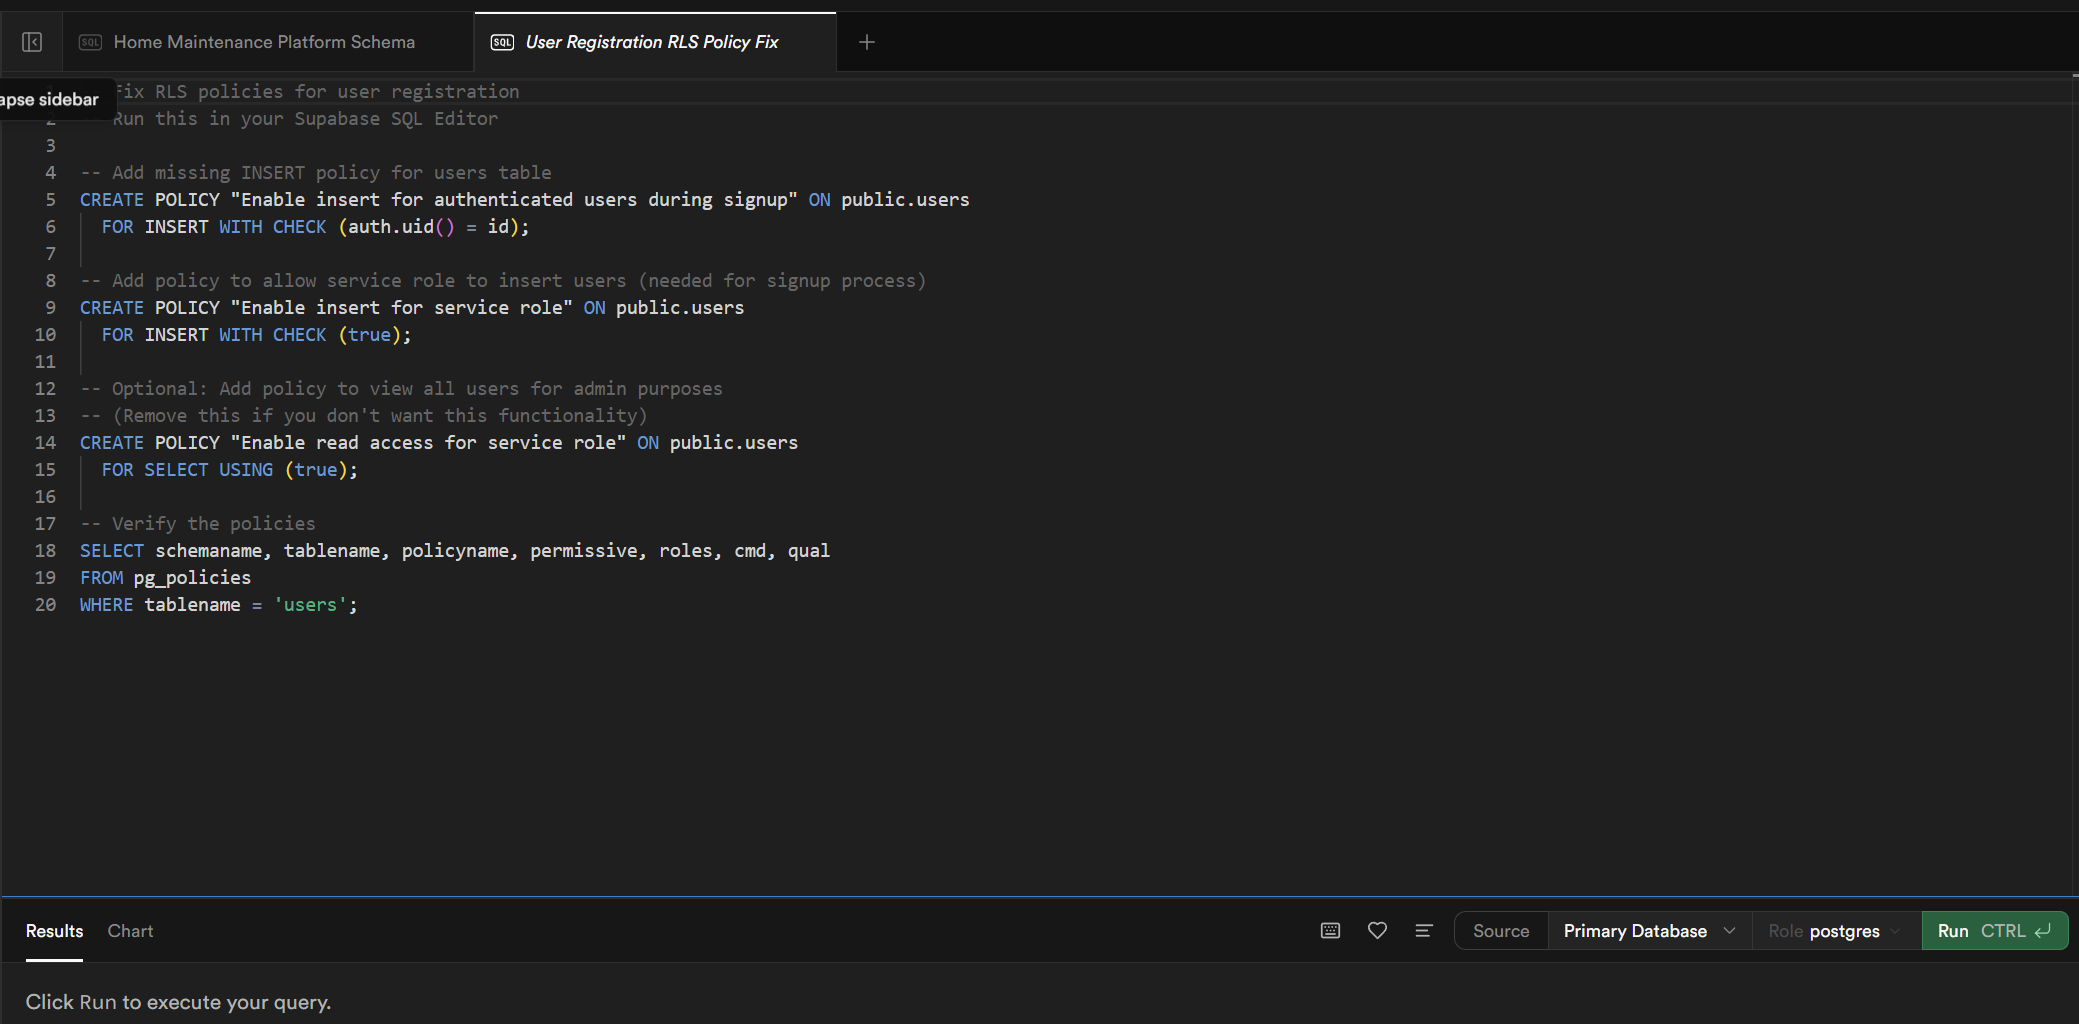 SQL Home Maintenance Platform Schema
SQL User Registration RLS Policy Fix
apse sidebar
Fix RLS policies for user registration
2 Run this in your Supabase SQL Editor
3
4 -- Add missing INSERT policy for users table
5 CREATE POLICY "Enable insert for authenticated users during signup" ON public.users
6 FOR INSERT WITH CHECK (auth.uid() = id);
7
8 -- Add policy to allow service role to insert users (needed for signup process)
9 CREATE POLICY "Enable insert for service role" ON public.users
10 FOR INSERT WITH CHECK (true);
11
12 -- Optional: Add policy to view all users for admin purposes
13 -- (Remove this if you don't want this functionality)
14 CREATE POLICY "Enable read access for service role" ON public.users
15 FOR SELECT USING (true);
16
17 -- Verify the policies
18 SELECT schemaname, tablename, policyname, permissive, roles, cmd, qual
19 FROM pg_policies
20 WHERE tablename = 'users';
Results Chart Source Primary Database Role postgres Run CTRL
Click Run to execute your query.